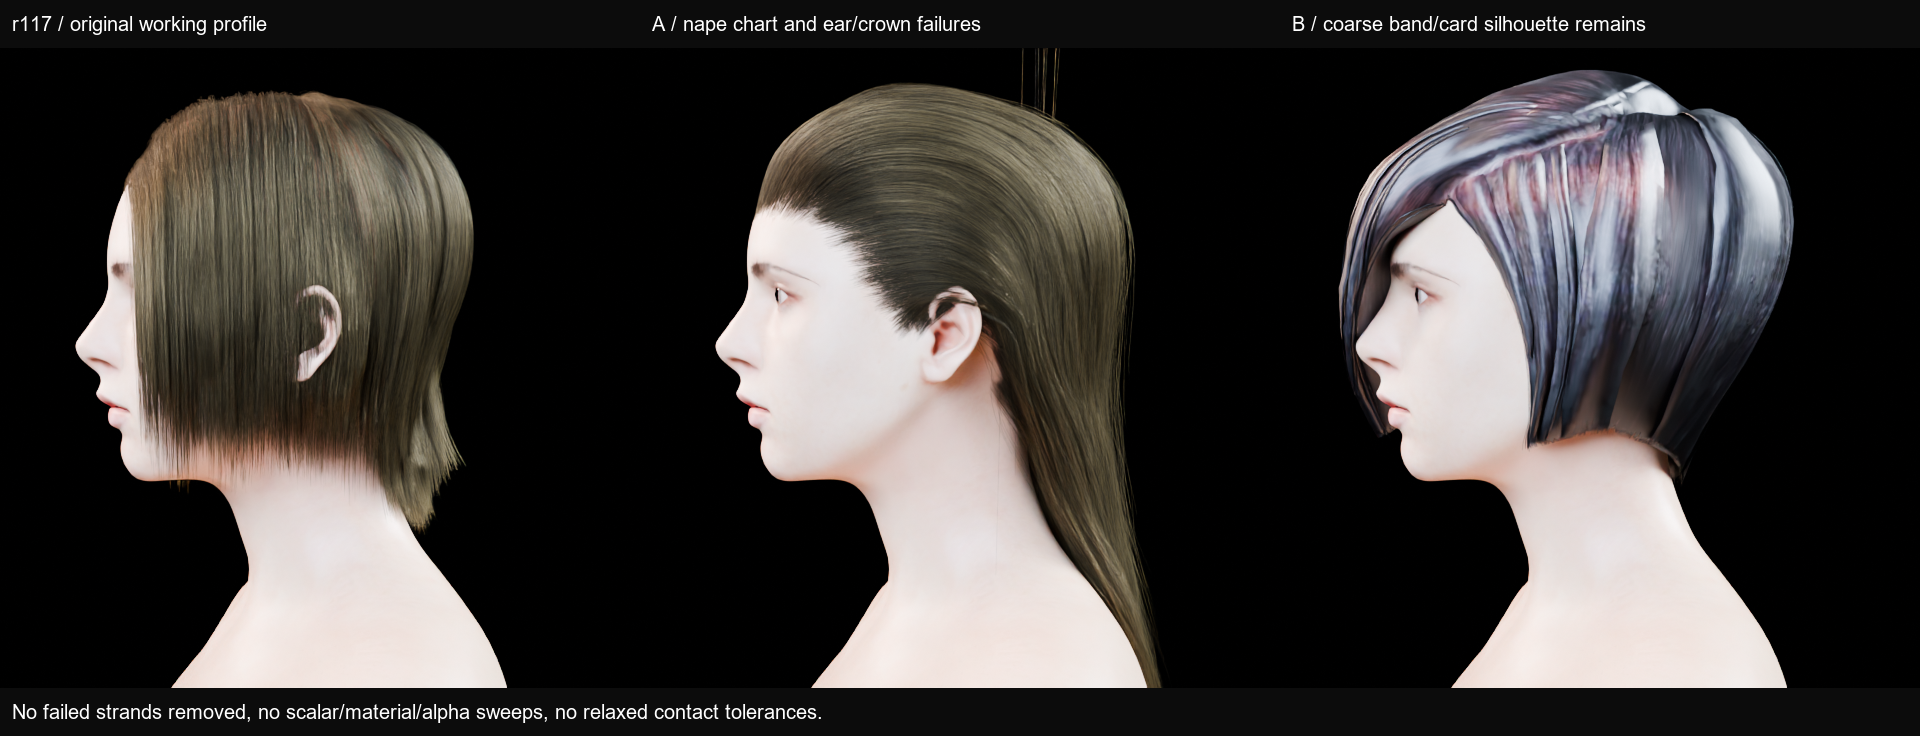 r117 / original working profile
A / nape chart and ear/crown failures
B / coarse band/card silhouette remains
No failed strands removed, no scalar/material/alpha sweeps, no relaxed contact tolerances.